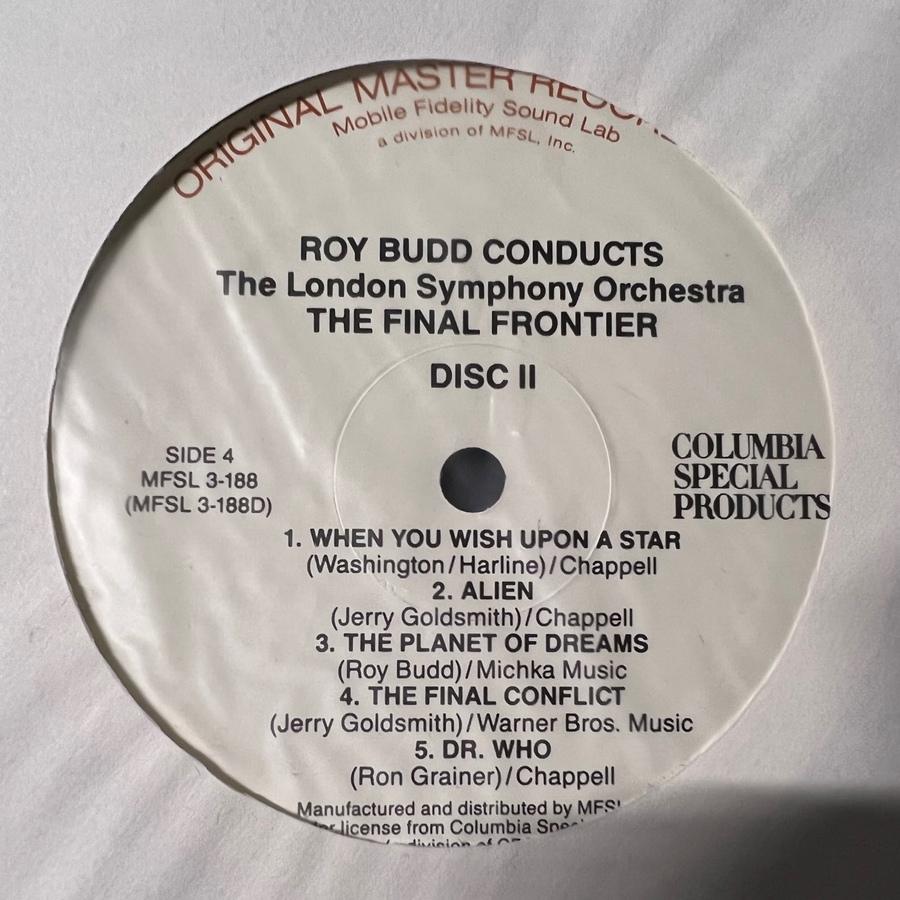 ORIGINAL MASTER
Mobile Fidelity Sound Lab
a division of MFSL, Inc.
ROY BUDD CONDUCTS
The London Symphony Orchestra
THE FINAL FRONTIER
DISC II
SIDE 4
MFSL 3-188
(MFSL 3-188D)
COLUMBIA
SPECIAL
PRODUCTS
1. WHEN YOU WISH UPON A STAR
(Washington/Harline)/Chappell
2. ALIEN
(Jerry Goldsmith)/Chappell
3. THE PLANET OF DREAMS
(Roy Budd)/Michka Music
4. THE FINAL CONFLICT
(Jerry Goldsmith)/Warner Bros. Music
5. DR. WHO
(Ron Grainer)/Chappell
Manufactured and distributed by
license from Columbia
division of